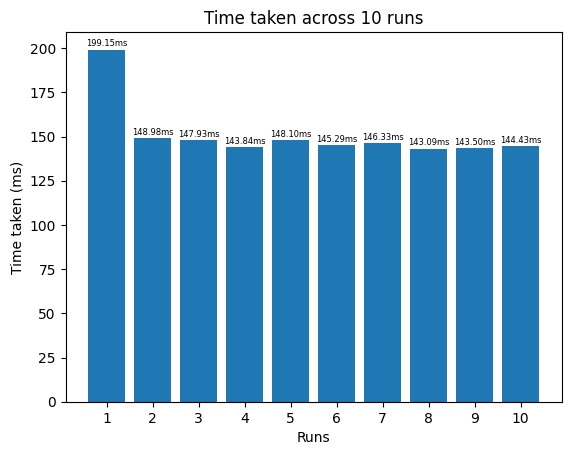 Time taken across 10 runs
Time taken (ms)
200
175
150
125
100
75
50
25
0
199.15ms
148.98ms
147.93ms
143.84ms
148.10ms
145.29ms
146.33ms
143.09ms
143.50ms
144.43ms
1 2 3 4 5 6 7 8 9 10
Runs